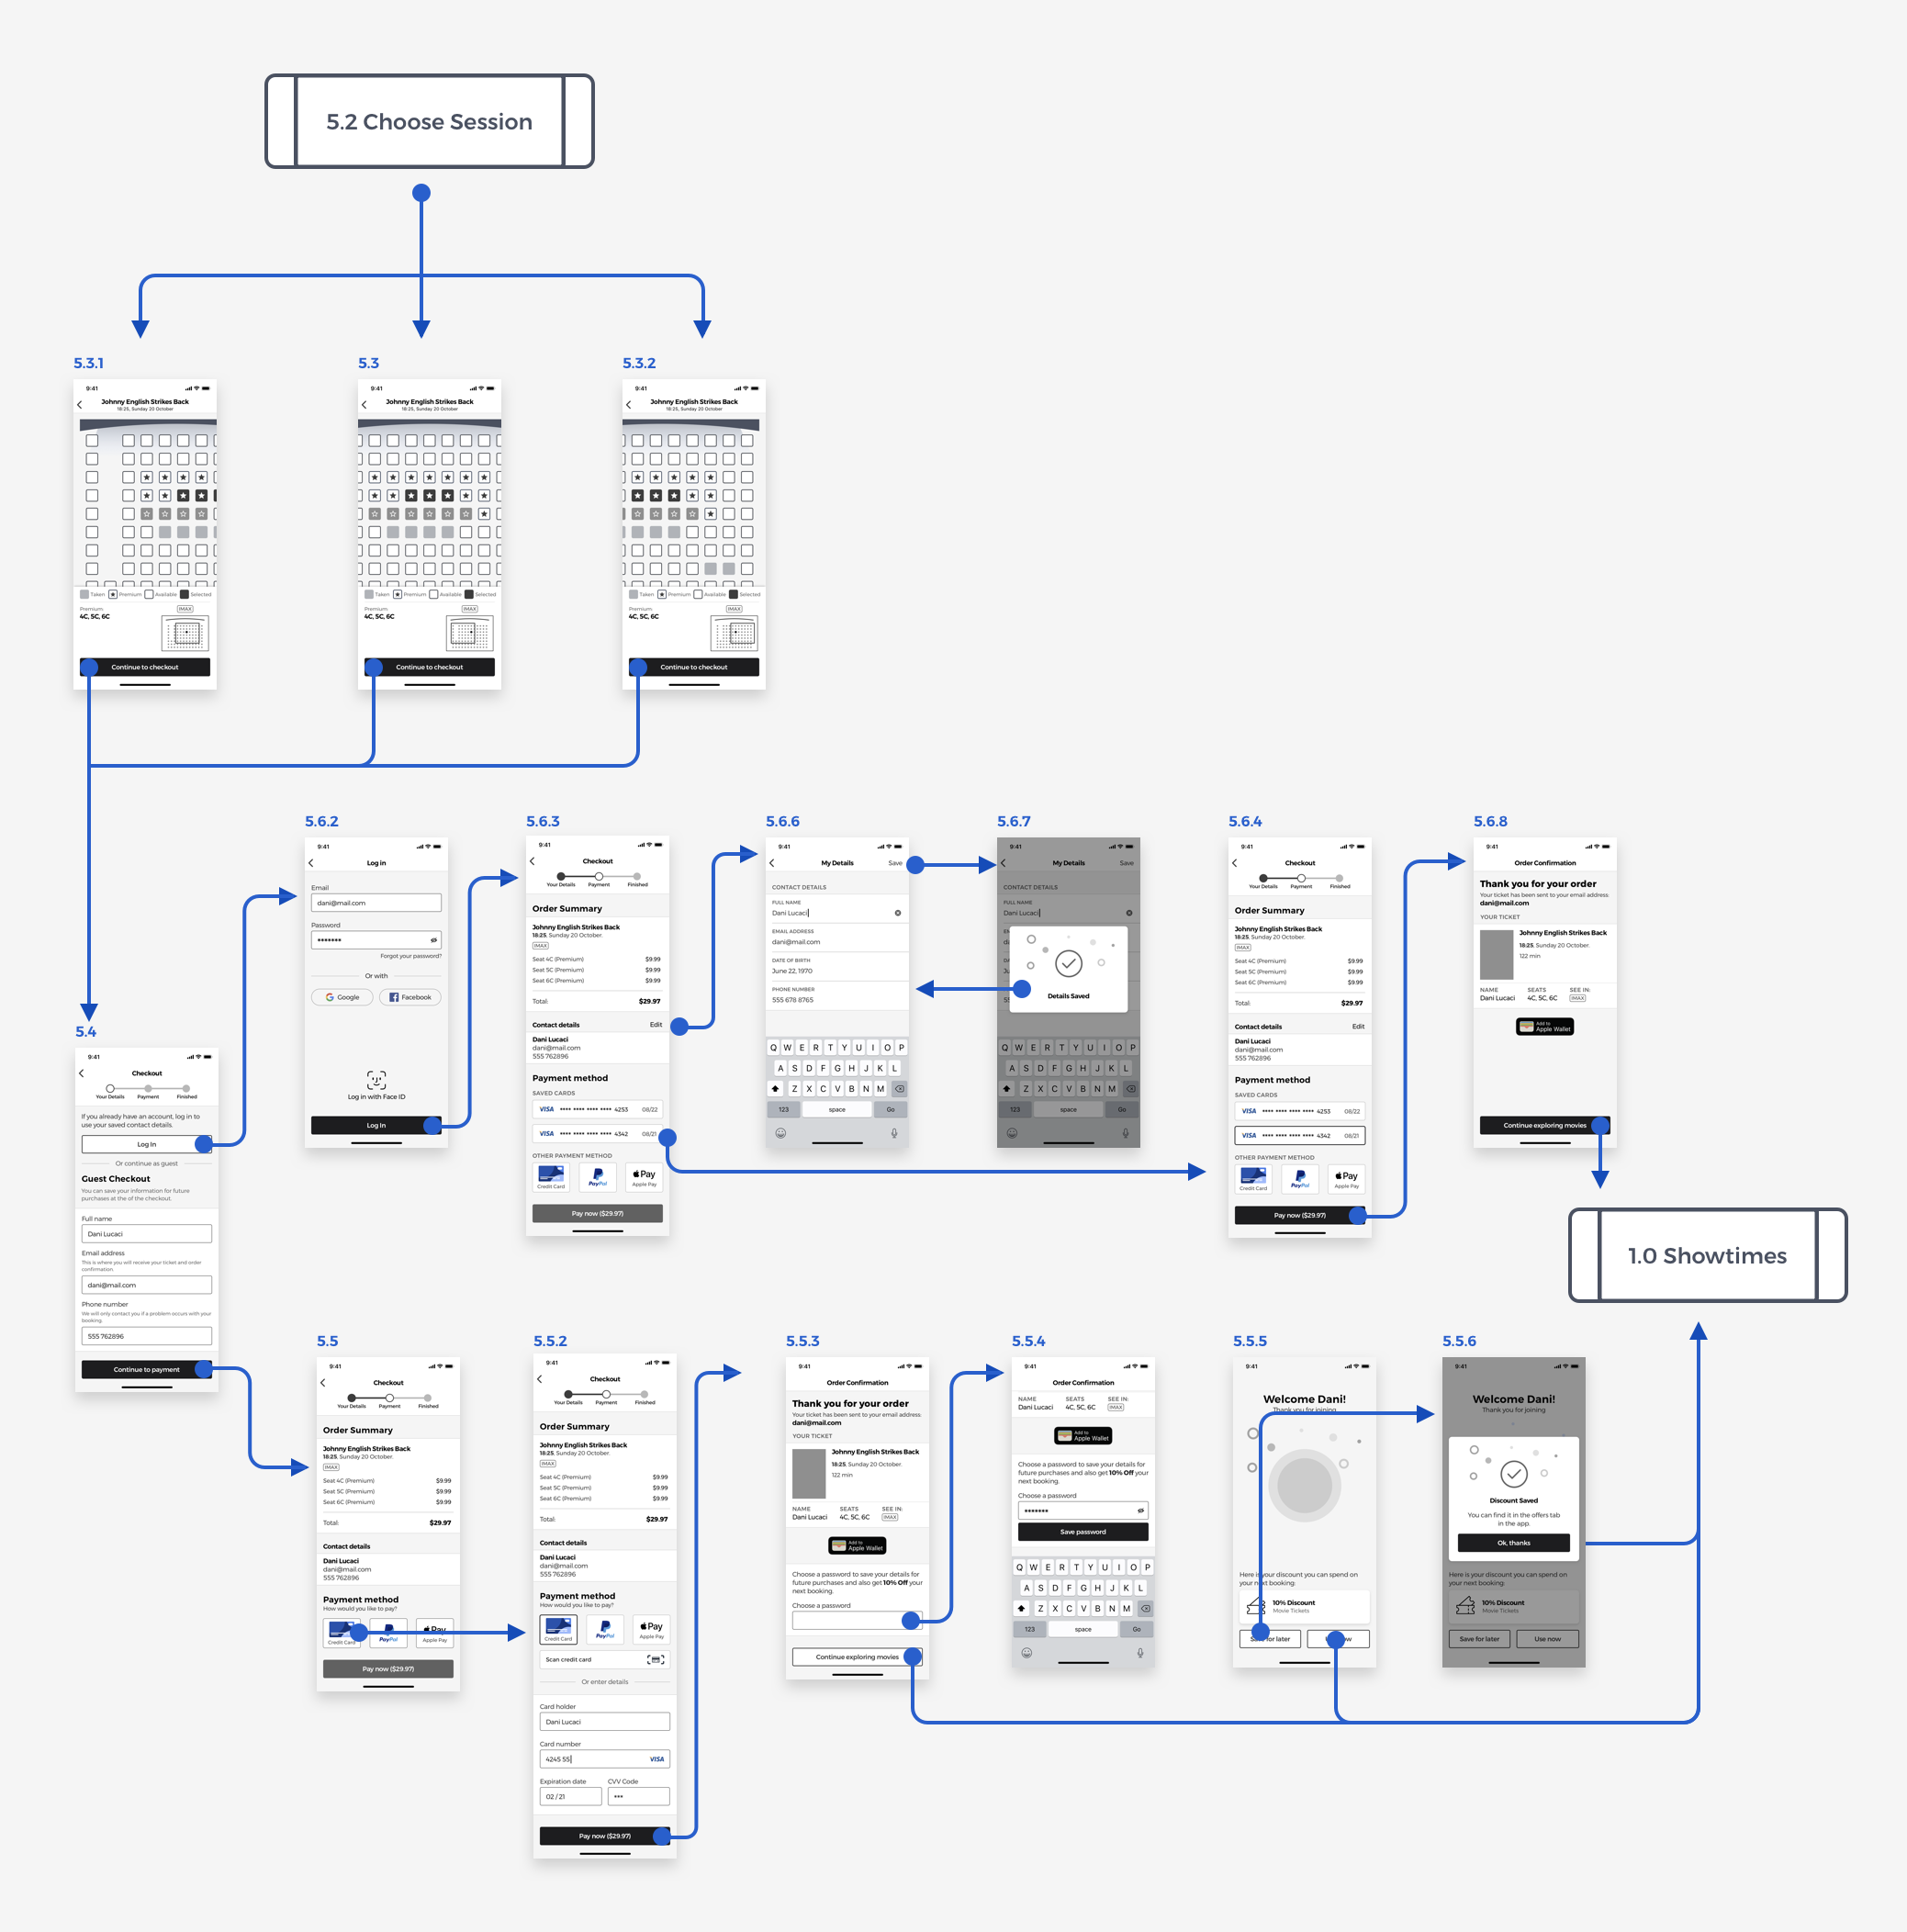 5.2 Choose Session
5.3.1
9:41
Johnny English Strikes Back
18:25, Sunday 20 October
Taken Premium Available Selected
Premium
IMAX
4C, 5C, 6C
Continue to checkout
5.3
9:41
Johnny English Strikes Back
18:25, Sunday 20 October
Taken Premium Available Selected
Premium
IMAX
4C, 5C, 6C
Continue to checkout
5.3.2
9:41
Johnny English Strikes Back
18:25, Sunday 20 October
Taken Premium Available Selected
Premium
IMAX
4C, 5C, 6C
Continue to checkout
5.6.2
9:41
Log in
Email
dani@mail.com
Password
•••••••
Forgot your password?
Or with
Google Facebook
Log in with Face ID
Log In
5.6.3
9:41
Checkout
Your Details Payment Finished
Order Summary
Johnny English Strikes Back
18:25, Sunday 20 October.
IMAX
Seat 4C (Premium) $9.99
Seat 5C (Premium) $9.99
Seat 6C (Premium) $9.99
Total: $29.97
Contact details Edit
Dani Lucaci
dani@mail.com
555 762896
Payment method
SAVED CARDS
VISA •••• •••• •••• •••• 4253 08/22
VISA •••• •••• •••• •••• 4342 08/21
OTHER PAYMENT METHOD
Credit Card PayPal Pay Apple Pay
Pay now ($29.97)
5.6.6
9:41
My Details Save
CONTACT DETAILS
FULL NAME
Dani Lucaci
EMAIL ADDRESS
dani@mail.com
DATE OF BIRTH
June 22, 1970
PHONE NUMBER
555 678 8765
Q W E R T Y U I O P
A S D F G H J K L
Z X C V B N M
123 space Go
5.6.7
9:41
My Details Save
CONTACT DETAILS
FULL NAME
Dani Lucaci
Details Saved
Q W E R T Y U I O P
A S D F G H J K L
Z X C V B N M
123 space Go
5.6.4
9:41
Checkout
Your Details Payment Finished
Order Summary
Johnny English Strikes Back
18:25, Sunday 20 October.
IMAX
Seat 4C (Premium) $9.99
Seat 5C (Premium) $9.99
Seat 6C (Premium) $9.99
Total: $29.97
Contact details Edit
Dani Lucaci
dani@mail.com
555 762896
Payment method
SAVED CARDS
VISA •••• •••• •••• •••• 4253 08/22
VISA •••• •••• •••• •••• 4342 08/21
OTHER PAYMENT METHOD
Credit Card PayPal Pay Apple Pay
Pay now ($29.97)
5.6.8
9:41
Order Confirmation
Thank you for your order
Your ticket has been sent to your email address:
dani@mail.com
YOUR TICKET
Johnny English Strikes Back
18:25, Sunday 20 October.
122 min
NAME SEATS SEE IN:
Dani Lucaci 4C, 5C, 6C IMAX
Add to
Apple Wallet
Continue exploring movies
1.0 Showtimes
5.4
9:41
Checkout
Your Details Payment Finished
If you already have an account, log in to
use your saved contact details.
Log In
Or continue as guest
Guest Checkout
You can save your information for future
purchases at the of the checkout.
Full name
Dani Lucaci
Email address
This is where you will receive your ticket and order
confirmation.
dani@mail.com
Phone number
We will only contact you if a problem occurs with your
booking.
555 762896
Continue to payment
5.5
9:41
Checkout
Your Details Payment Finished
Order Summary
Johnny English Strikes Back
18:25, Sunday 20 October.
IMAX
Seat 4C (Premium) $9.99
Seat 5C (Premium) $9.99
Seat 6C (Premium) $9.99
Total: $29.97
Contact details
Dani Lucaci
dani@mail.com
555 762896
Payment method
How would you like to pay?
Credit Card PayPal Pay Apple Pay
Pay now ($29.97)
5.5.2
9:41
Checkout
Your Details Payment Finished
Order Summary
Johnny English Strikes Back
18:25, Sunday 20 October.
IMAX
Seat 4C (Premium) $9.99
Seat 5C (Premium) $9.99
Seat 6C (Premium) $9.99
Total: $29.97
Contact details
Dani Lucaci
dani@mail.com
555 762896
Payment method
How would you like to pay?
Credit Card PayPal Pay Apple Pay
Scan credit card
Or enter details
Card holder
Dani Lucaci
Card number
4245 55 VISA
Expiration date CVV Code
02 / 21 •••
Pay now ($29.97)
5.5.3
9:41
Order Confirmation
Thank you for your order
Your ticket has been sent to your email address:
dani@mail.com
YOUR TICKET
Johnny English Strikes Back
18:25, Sunday 20 October.
122 min
NAME SEATS SEE IN:
Dani Lucaci 4C, 5C, 6C IMAX
Add to
Apple Wallet
Choose a password to save your details for
future purchases and also get 10% Off your
next booking.
Choose a password
Continue exploring movies
5.5.4
9:41
Order Confirmation
NAME SEATS SEE IN:
Dani Lucaci 4C, 5C, 6C IMAX
Add to
Apple Wallet
Choose a password to save your details for
future purchases and also get 10% Off your
next booking.
Choose a password
•••••••
Save password
Q W E R T Y U I O P
A S D F G H J K L
Z X C V B N M
123 space Go
5.5.5
9:41
Welcome Dani!
Thank you for joining
Here is your discount you can spend on
your next booking:
10% Discount
Movie Tickets
Save for later
5.5.6
9:41
Welcome Dani!
Thank you for joining
Discount Saved
You can find it in the offers tab
in the app.
Ok, thanks
Here is your discount you can spend on
your next booking:
10% Discount
Movie Tickets
Save for later Use now